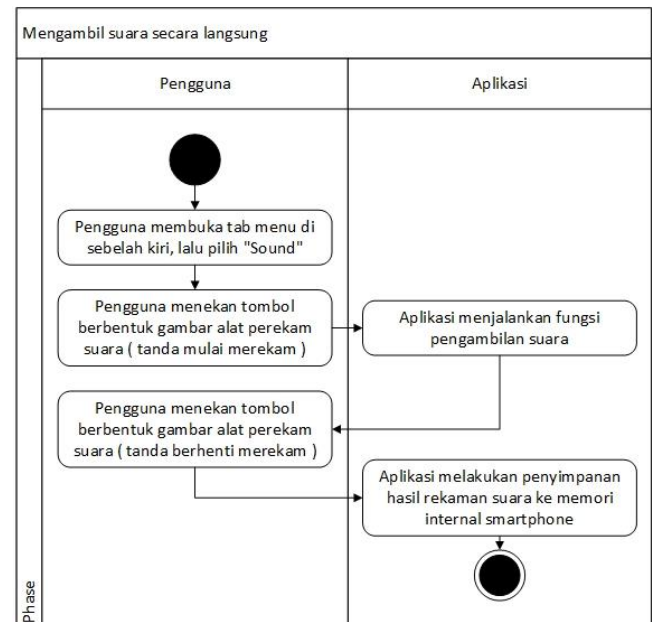 Mengambil suara secara langsung
Pengguna
Aplikasi
Pengguna membuka tab menu di
sebelah kiri, lalu pilih "Sound"
Pengguna menekan tombol
berbentuk gambar alat perekam
suara ( tanda mulai merekam )
Aplikasi menjalankan fungsi
pengambilan suara
Pengguna menekan tombol
berbentuk gambar alat perekam
suara ( tanda berhenti merekam )
Aplikasi melakukan penyimpanan
hasil rekaman suara ke memori
internal smartphone
Phase